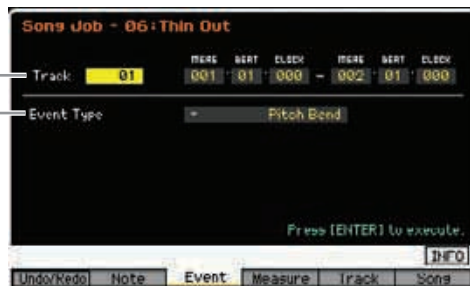 Song Job - 06:Thin Out
MEAS BEAT CLOCK MEAS BEAT CLOCK
Track 01 001 : 01 : 000 - 002 : 01 : 000
Event Type - Pitch Bend
Press [ENTER] to execute.
INFO
Undo/Redo Note Event Measure Track Song